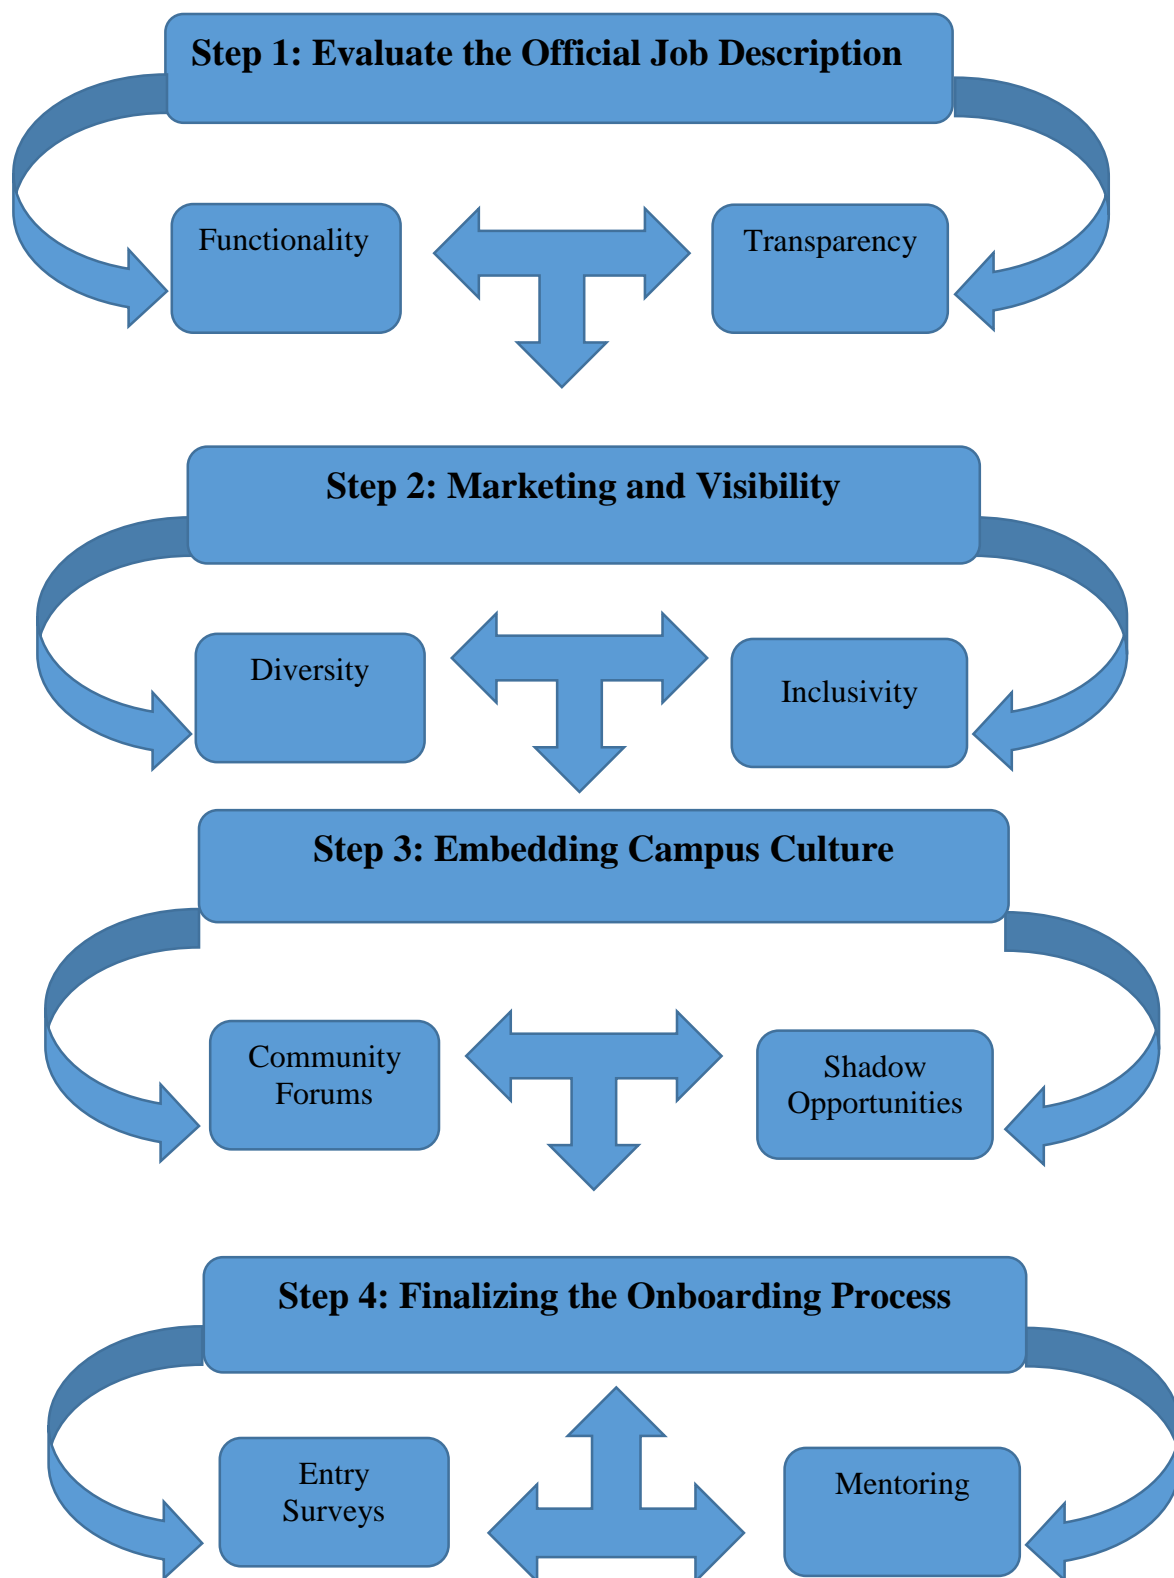 Step 1: Evaluate the Official Job Description
Functionality
Transparency
Step 2: Marketing and Visibility
Diversity
Inclusivity
Step 3: Embedding Campus Culture
Community
Forums
Shadow
Opportunities
Step 4: Finalizing the Onboarding Process
Entry
Surveys
Mentoring